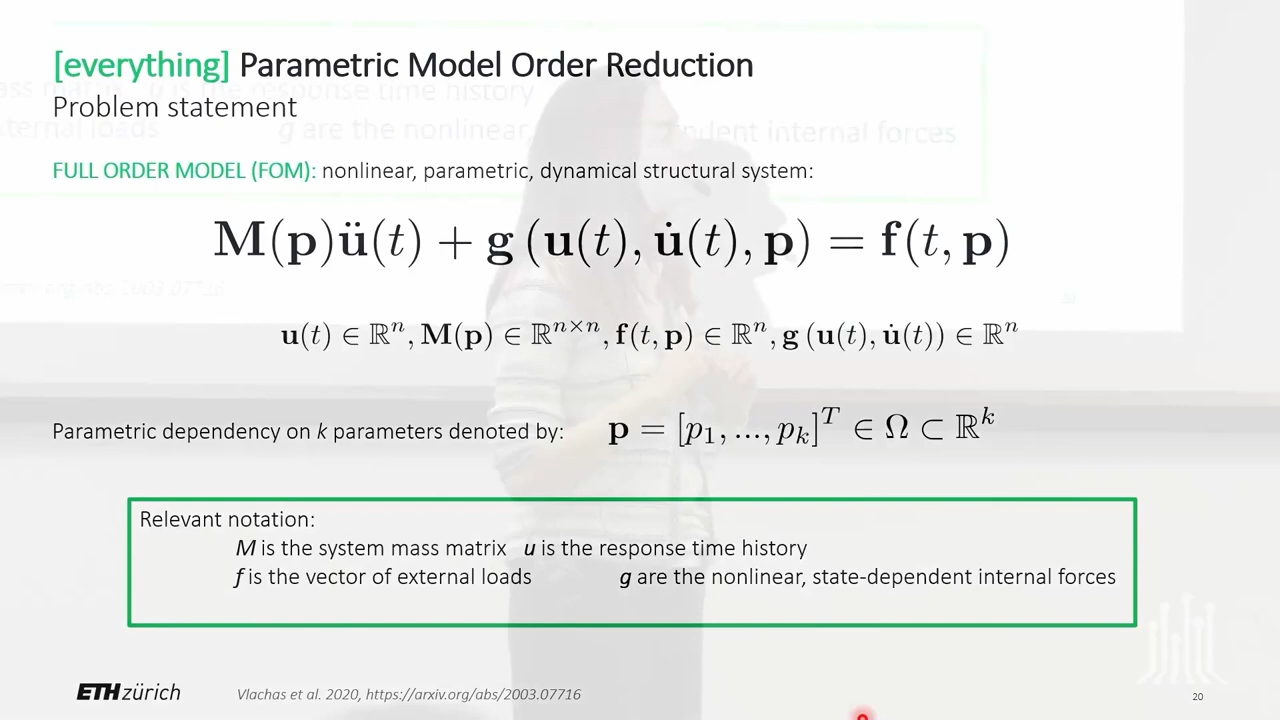 [everything] Parametric Model Order Reduction
Problem statement
FULL ORDER MODEL (FOM): nonlinear, parametric, dynamical structural system:
M(p)ü(t) + g (u(t), u̇(t), p) = f(t, p)
u(t) ∈ ℝⁿ, M(p) ∈ ℝⁿˣⁿ, f(t, p) ∈ ℝⁿ, g (u(t), u̇(t)) ∈ ℝⁿ
Parametric dependency on k parameters denoted by: p = [p₁, ..., pₖ]ᵀ ∈ Ω ⊂ ℝᵏ
Relevant notation:
M is the system mass matrix u is the response time history
f is the vector of external loads g are the nonlinear, state-dependent internal forces
ETH zürich Vlachas et al. 2020, https://arxiv.org/abs/2003.07716 20